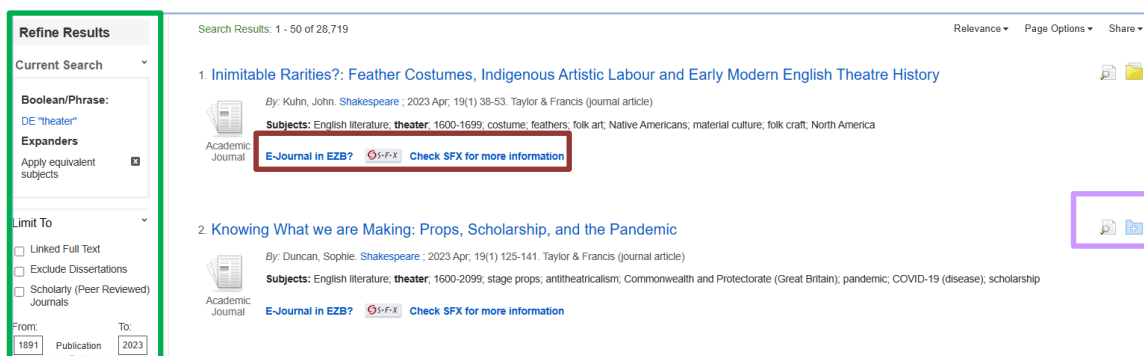 Refine Results
Current Search
Boolean/Phrase:
DE "theater"
Expanders
Apply equivalent
subjects
Limit To
Linked Full Text
Exclude Dissertations
Scholarly (Peer Reviewed)
Journals
From: To:
1891 Publication 2023
Search Results: 1 - 50 of 28,719
Relevance Page Options Share
1. Inimitable Rarities?: Feather Costumes, Indigenous Artistic Labour and Early Modern English Theatre History
By: Kuhn, John. Shakespeare ; 2023 Apr; 19(1) 38-53. Taylor & Francis (journal article)
Subjects: English literature; theater; 1600-1699; costume; feathers; folk art; Native Americans; material culture; folk craft; North America
Academic
Journal
E-Journal in EZB? S·F·X Check SFX for more information
2. Knowing What we are Making: Props, Scholarship, and the Pandemic
By: Duncan, Sophie. Shakespeare ; 2023 Apr; 19(1) 125-141. Taylor & Francis (journal article)
Subjects: English literature; theater; 1600-2099; stage props; antitheatricalism; Commonwealth and Protectorate (Great Britain); pandemic; COVID-19 (disease); scholarship
Academic
Journal
E-Journal in EZB? S·F·X Check SFX for more information